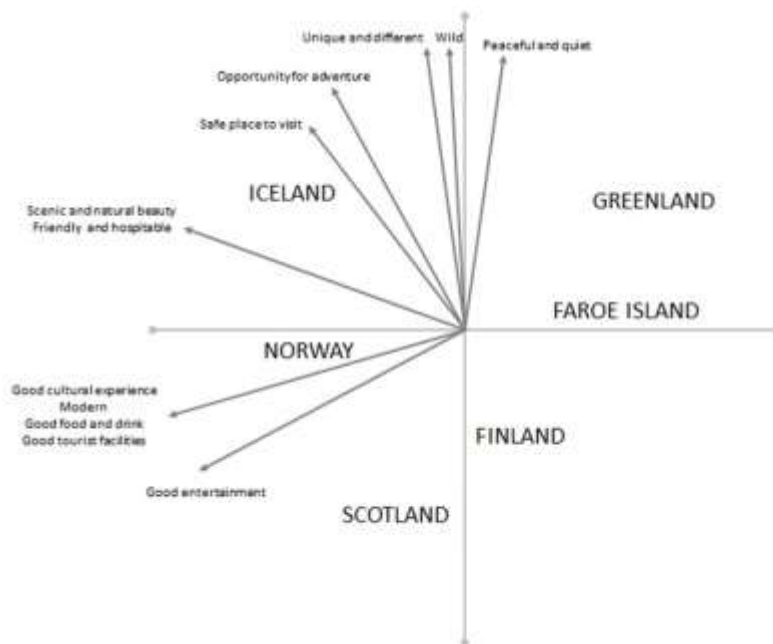 Unique and different
Wild
Peaceful and quiet
Opportunity for adventure
Safe place to visit
ICELAND
GREENLAND
Scenic and natural beauty
Friendly and hospitable
FAROE ISLAND
NORWAY
Good cultural experience
Modern
Good food and drink
Good tourist facilities
FINLAND
Good entertainment
SCOTLAND